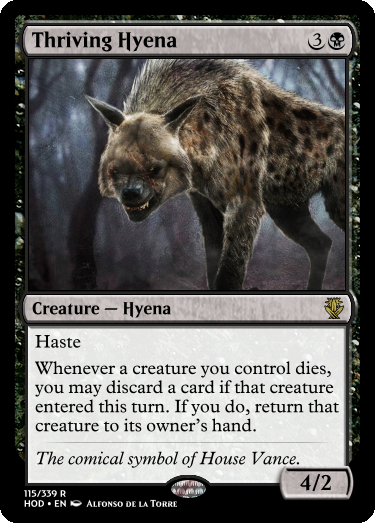 Thriving Hyena 3
Creature — Hyena
Haste
Whenever a creature you control dies,
you may discard a card if that creature
entered this turn. If you do, return that
creature to its owner's hand.
The comical symbol of House Vance.
4/2
115/339 R
HOD • EN Alfonso de la Torre